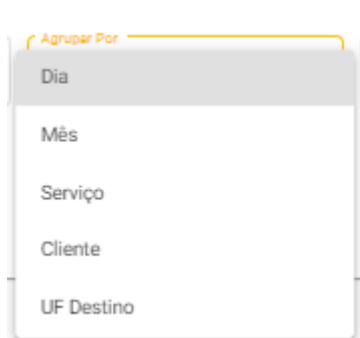 Agrupar Por
Dia
Mês
Serviço
Cliente
UF Destino